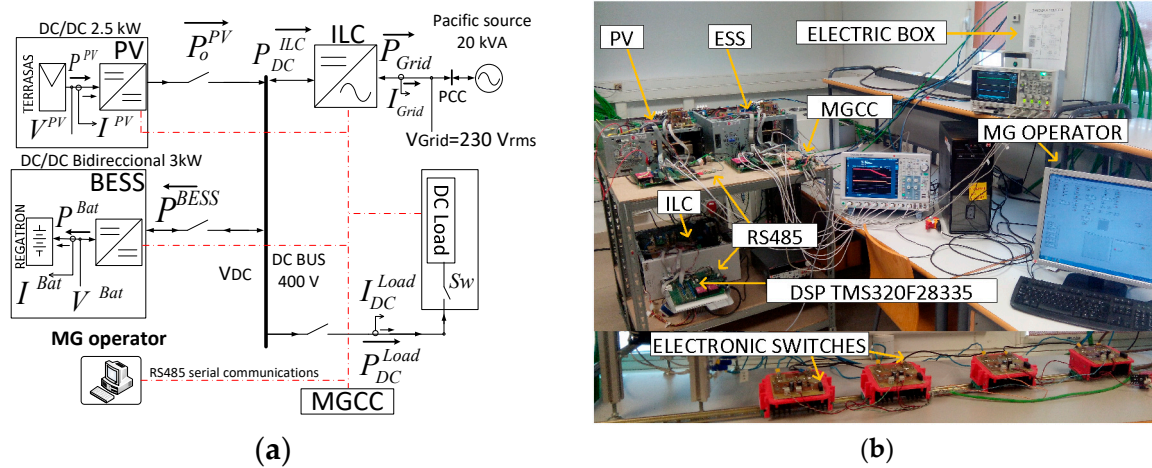 DC/DC 2.5 kW
PV
TERRASAS
P^PV
V^PV
I^PV
P_o^PV
P_DC^ILC
ILC
P_Grid
I_Grid
Pacific source
20 kVA
PCC
VGrid=230 Vrms
DC/DC Bidireccional 3kW
BESS
REGATRON
P^Bat
I^Bat
V^Bat
P^BESS
VDC
DC BUS
400 V
DC Load
Sw
I_DC^Load
P_DC^Load
MG operator
RS485 serial communications
MGCC
(a)
PV
ESS
ELECTRIC BOX
MGCC
MG OPERATOR
ILC
RS485
DSP TMS320F28335
ELECTRONIC SWITCHES
(b)